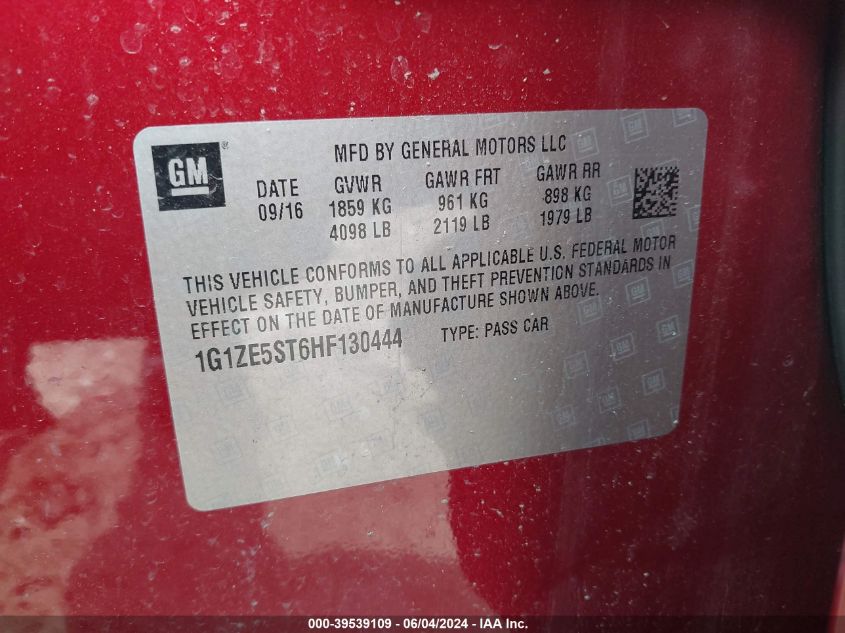 GM®
MFD BY GENERAL MOTORS LLC
DATE GVWR GAWR FRT GAWR RR
09/16 1859 KG 961 KG 898 KG
4098 LB 2119 LB 1979 LB
THIS VEHICLE CONFORMS TO ALL APPLICABLE U.S. FEDERAL MOTOR
VEHICLE SAFETY, BUMPER, AND THEFT PREVENTION STANDARDS IN
EFFECT ON THE DATE OF MANUFACTURE SHOWN ABOVE.
1G1ZE5ST6HF130444 TYPE: PASS CAR
000-39539109 - 06/04/2024 - IAA Inc.